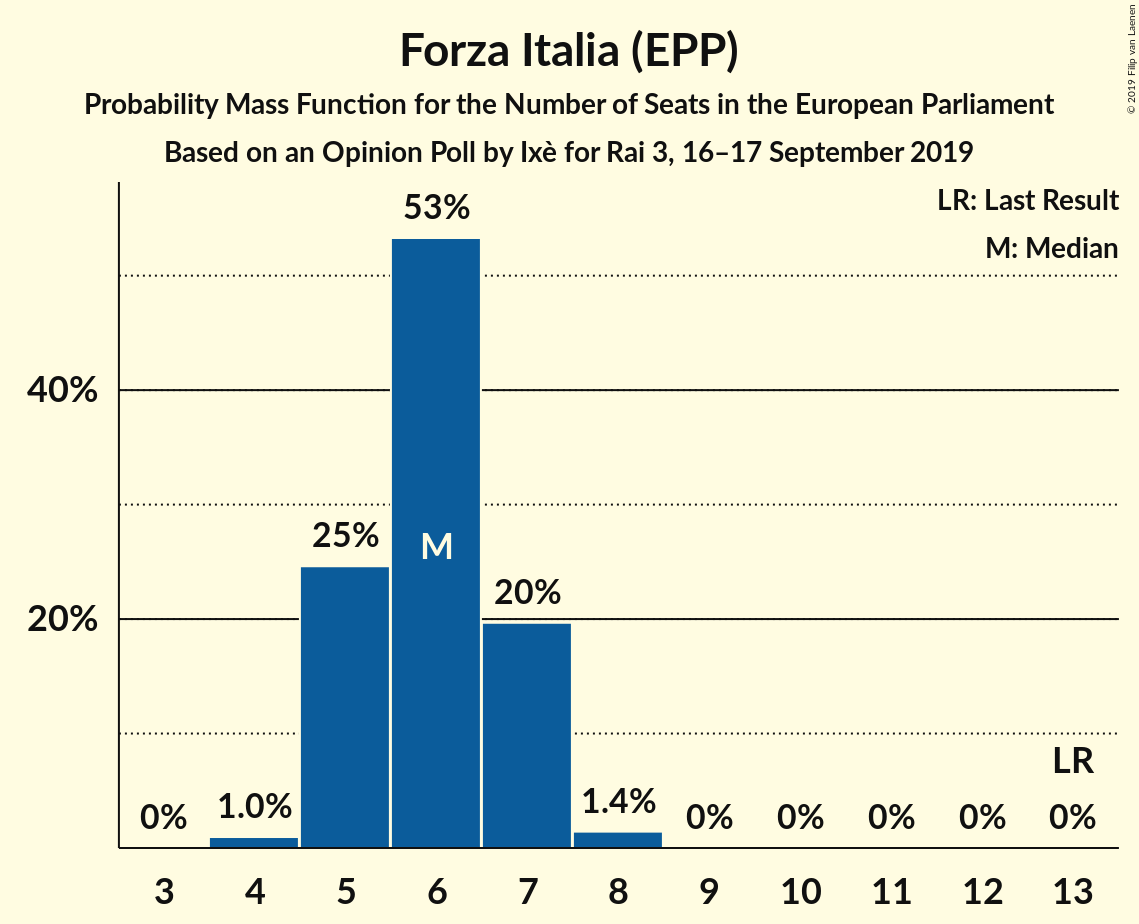 Forza Italia (EPP)
Probability Mass Function for the Number of Seats in the European Parliament
Based on an Opinion Poll by Ixè for Rai 3, 16–17 September 2019
© 2019 Filip van Laenen
LR: Last Result
M: Median
53%
40%
25%
M
20%
20%
LR
0%
1.0%
1.4%
0%
0%
0%
0%
0%
3 4 5 6 7 8 9 10 11 12 13